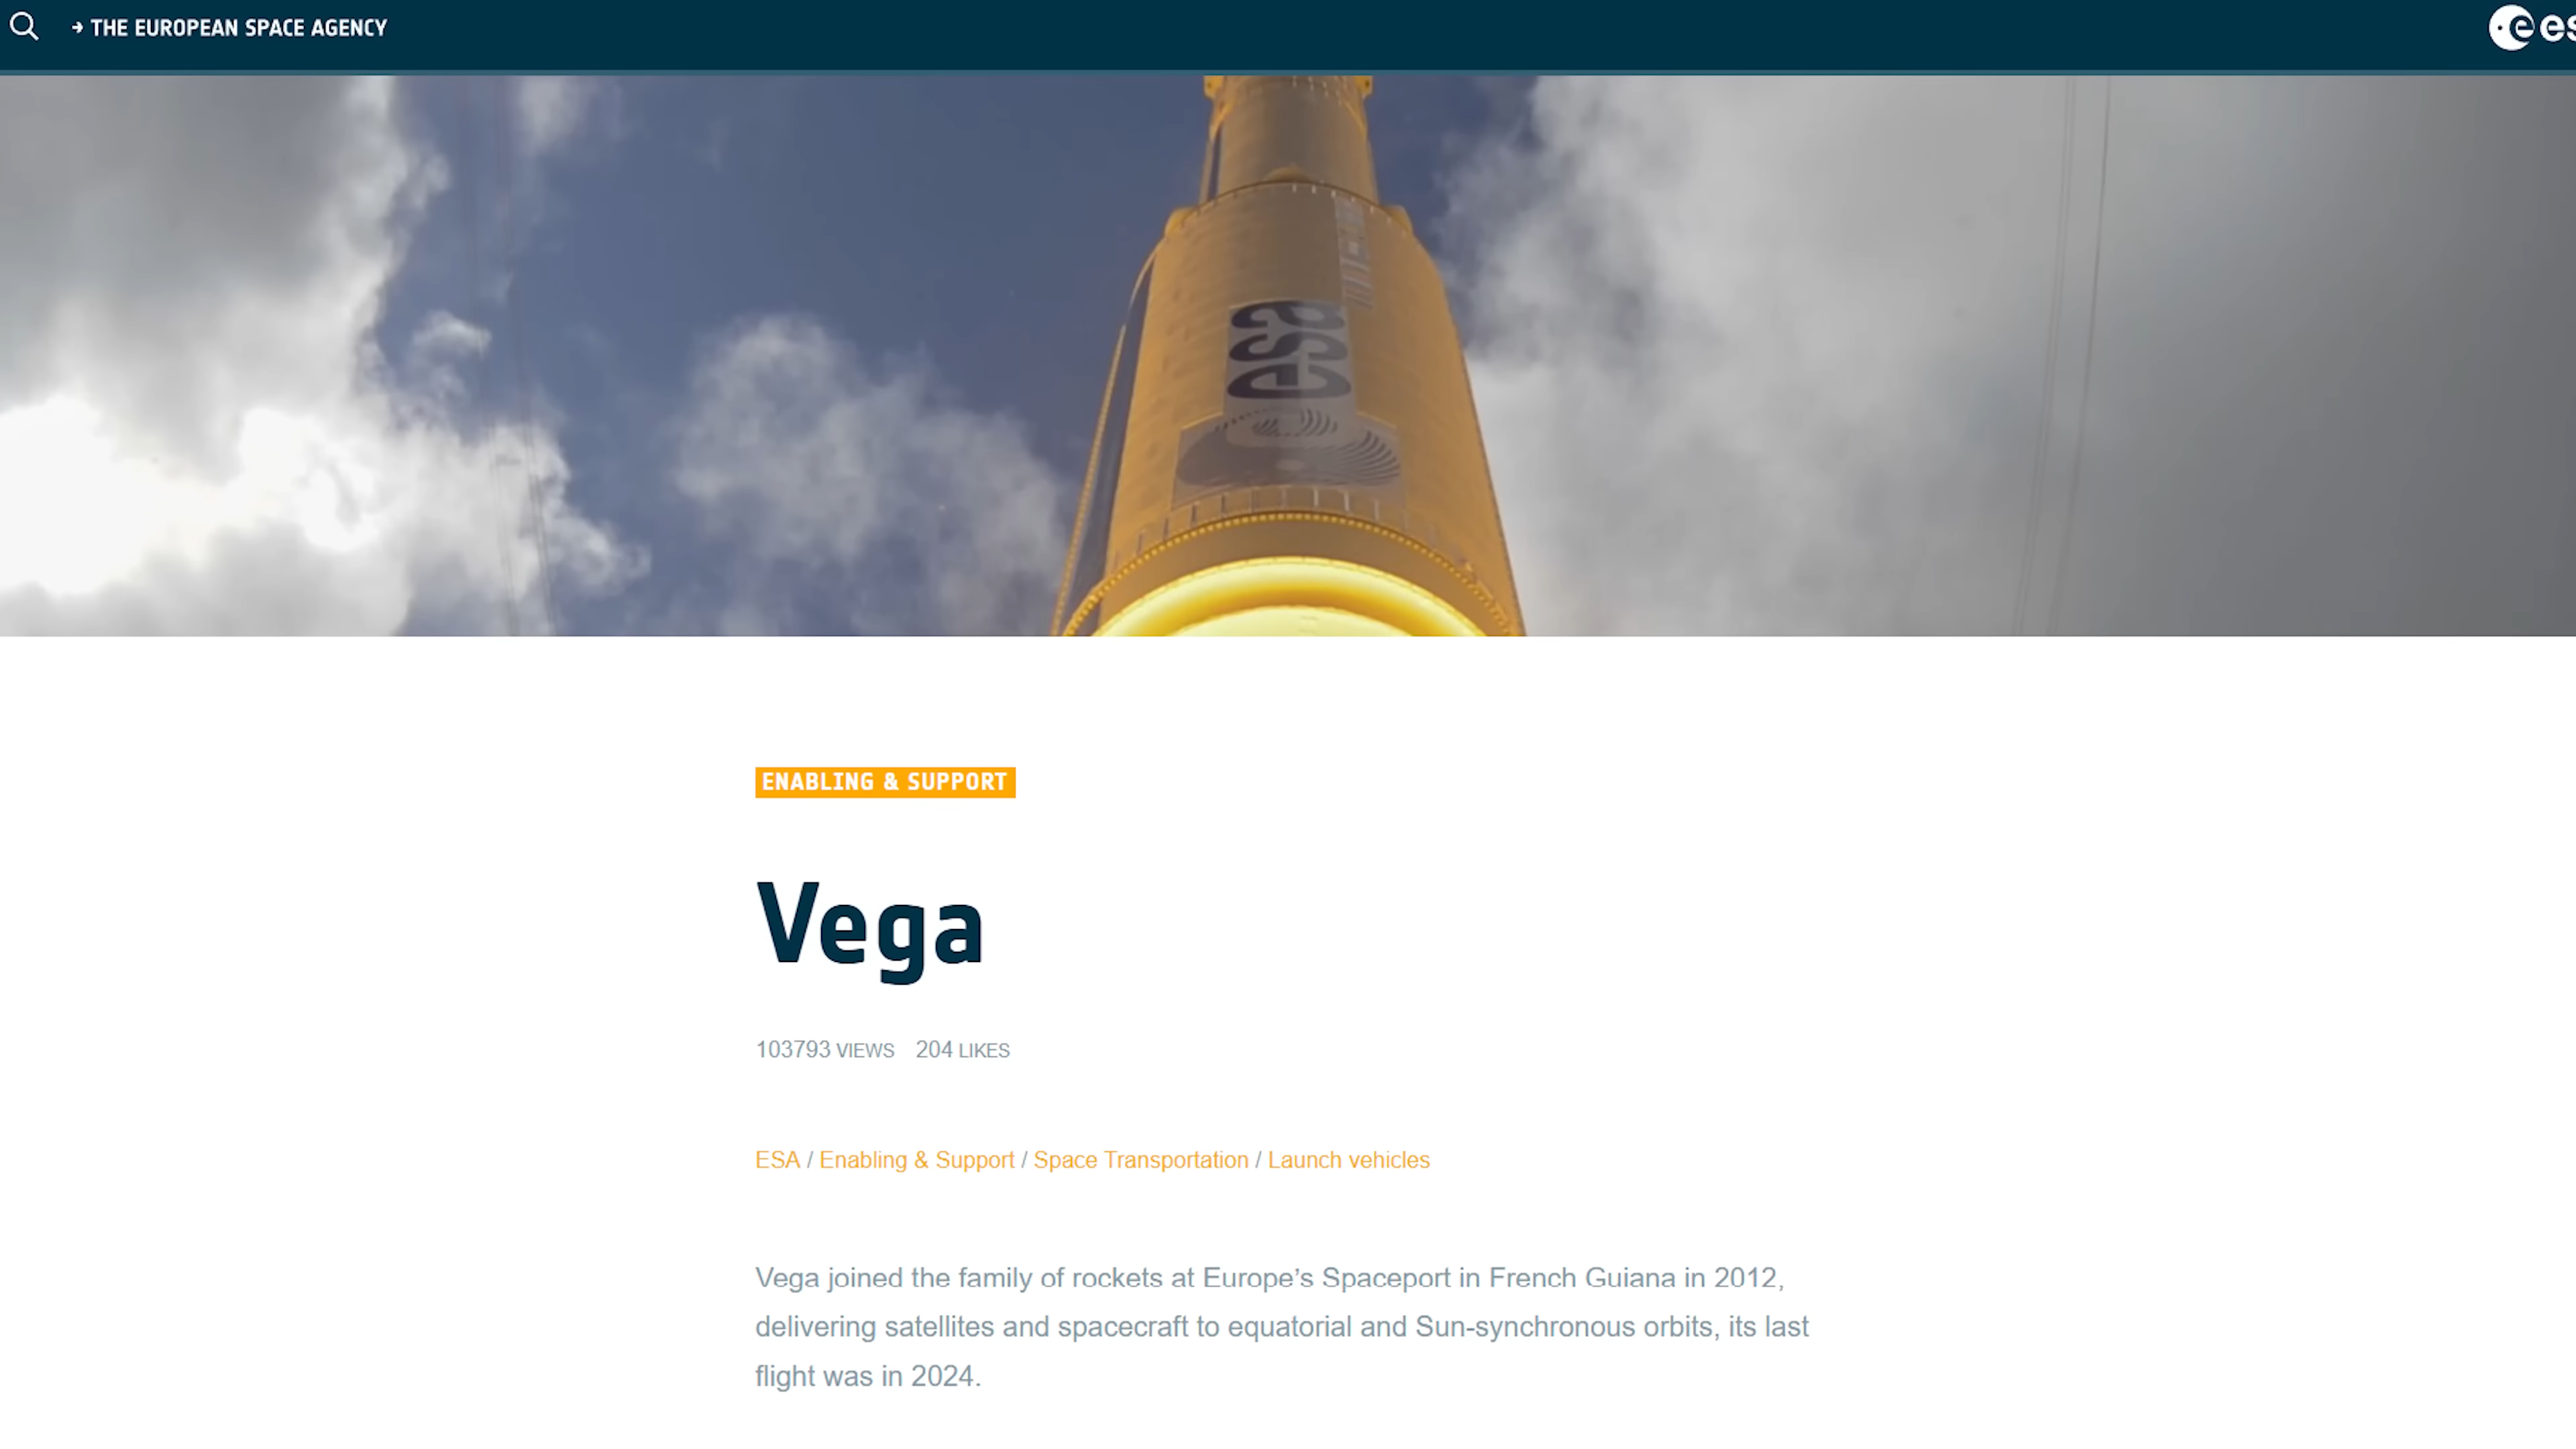 → THE EUROPEAN SPACE AGENCY
es
esa
ENABLING & SUPPORT
Vega
103793 VIEWS 204 LIKES
ESA / Enabling & Support / Space Transportation / Launch vehicles
Vega joined the family of rockets at Europe’s Spaceport in French Guiana in 2012,
delivering satellites and spacecraft to equatorial and Sun-synchronous orbits, its last
flight was in 2024.